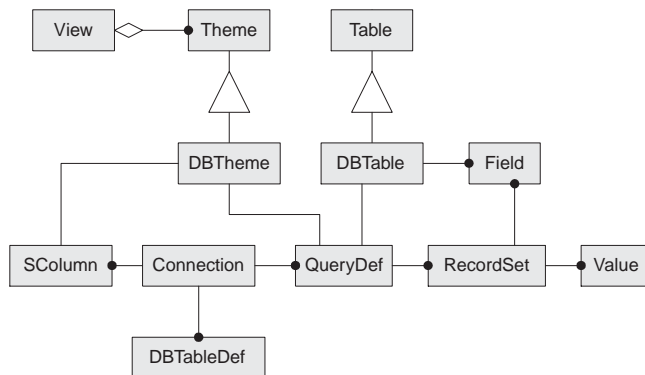 View
Theme
Table
DBTheme
DBTable
Field
SColumn
Connection
QueryDef
RecordSet
Value
DBTableDef